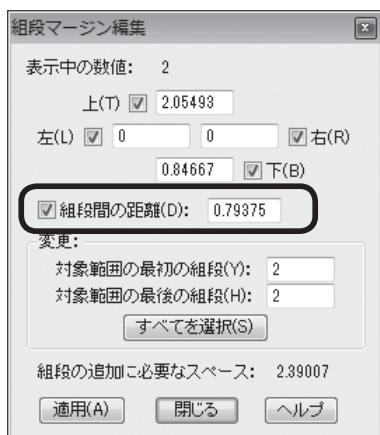 組段マージン編集
表示中の数値: 2
上(T) 2.05493
左(L) 0 0 右(R)
0.84667 下(B)
組段間の距離(D): 0.79375
変更:
対象範囲の最初の組段(Y): 2
対象範囲の最後の組段(H): 2
すべてを選択(S)
組段の追加に必要なスペース: 2.39007
適用(A) 閉じる ヘルプ